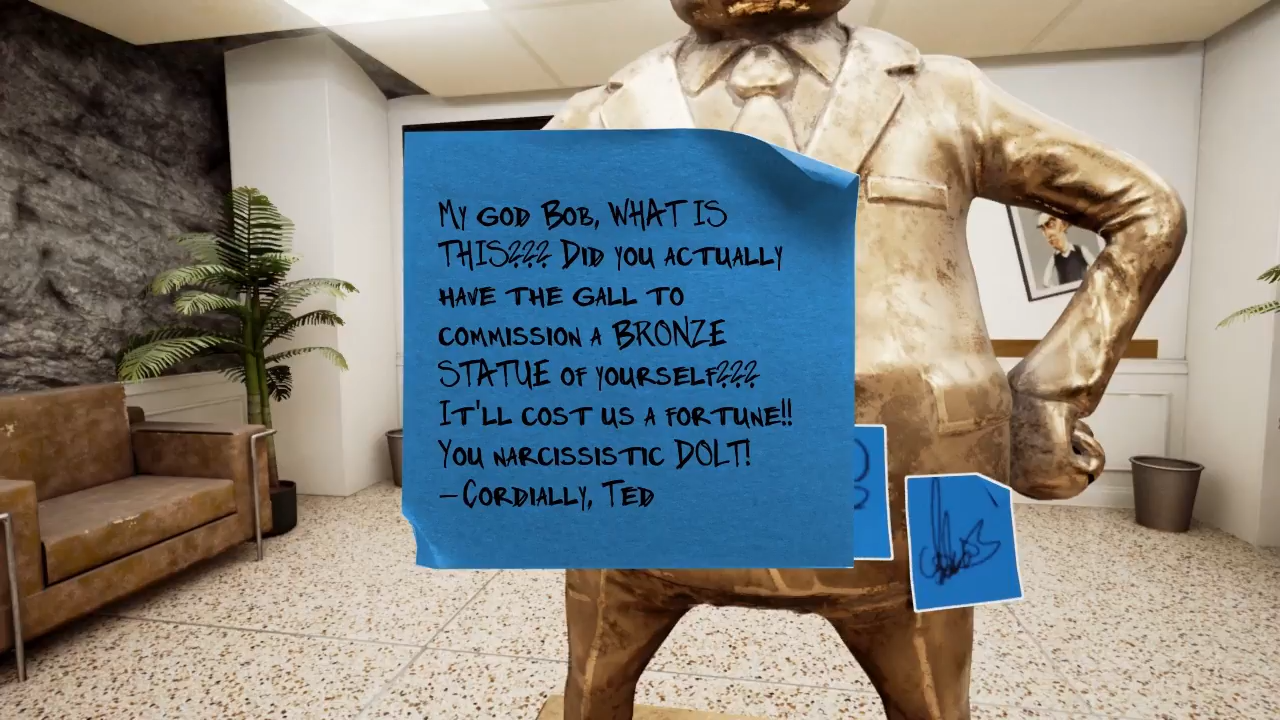 My god Bob, WHAT IS
THIS??? Did you actually
have the gall to
commission a BRONZE
STATUE of yourself???
It'll cost us a fortune!!
You narcissistic DOLT!
—Cordially, Ted